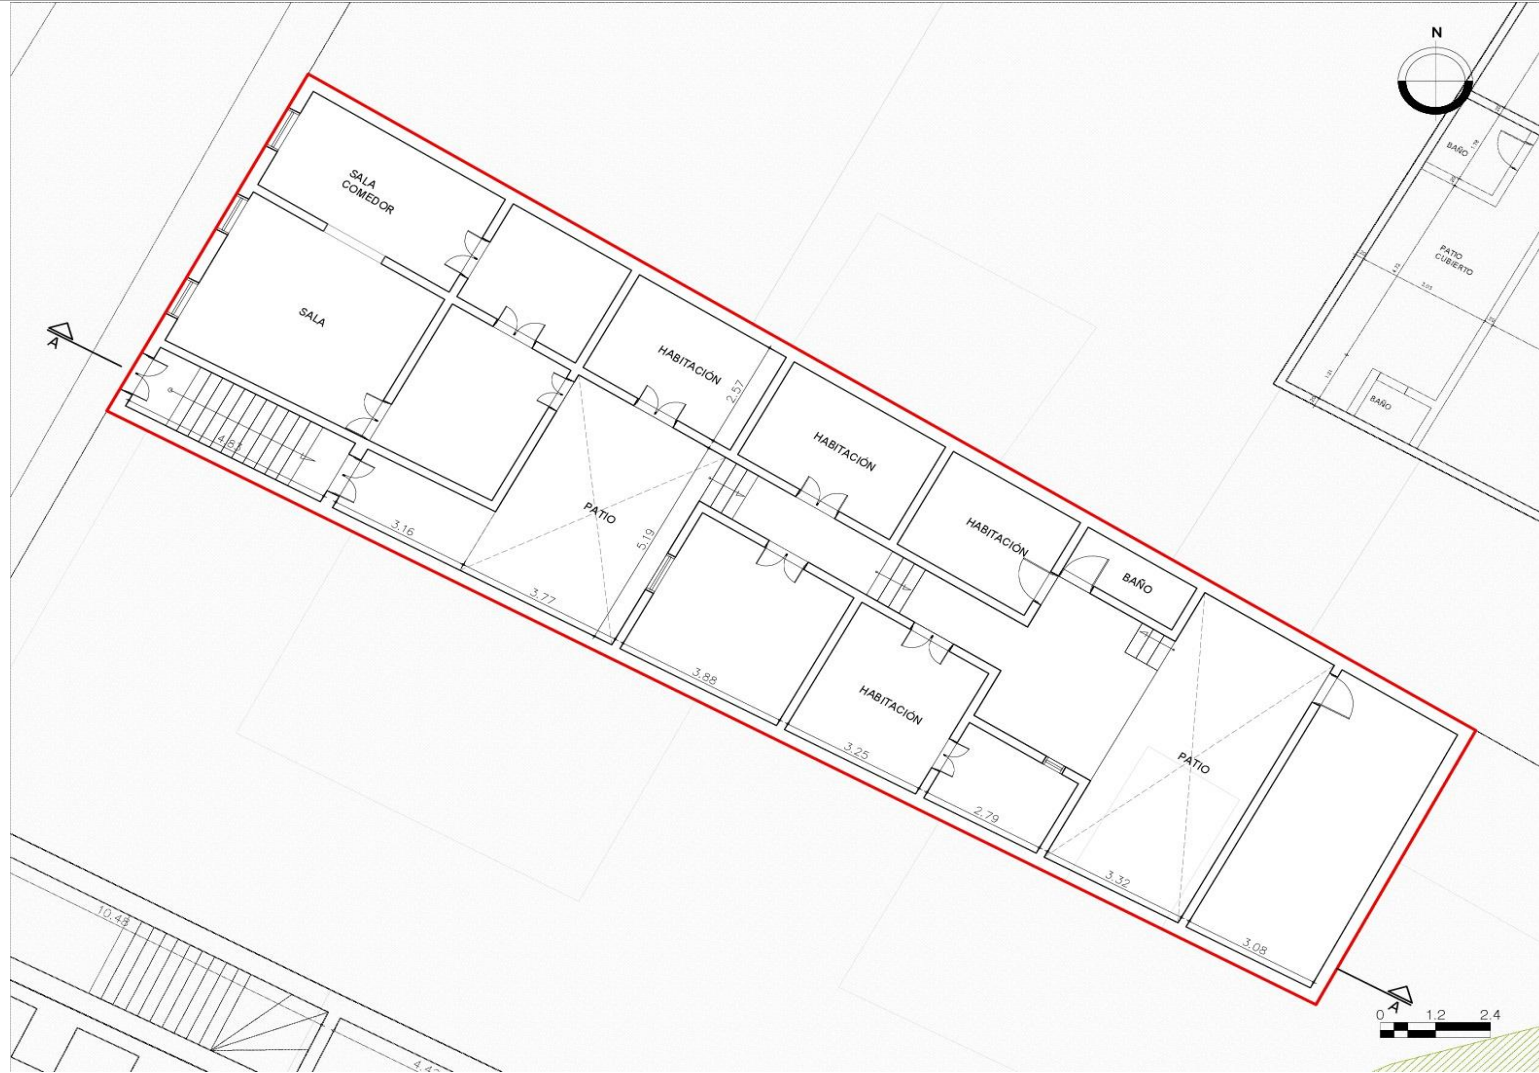 N
BAÑO
PATIO
CUBIERTO
BAÑO
SALA
COMEDOR
SALA
A
HABITACIÓN
2.57
HABITACIÓN
HABITACIÓN
BAÑO
4.83
3.16
PATIO
5.19
3.77
3.88
HABITACIÓN
3.25
2.79
PATIO
3.32
3.08
A
0 1.2 2.4
10.48